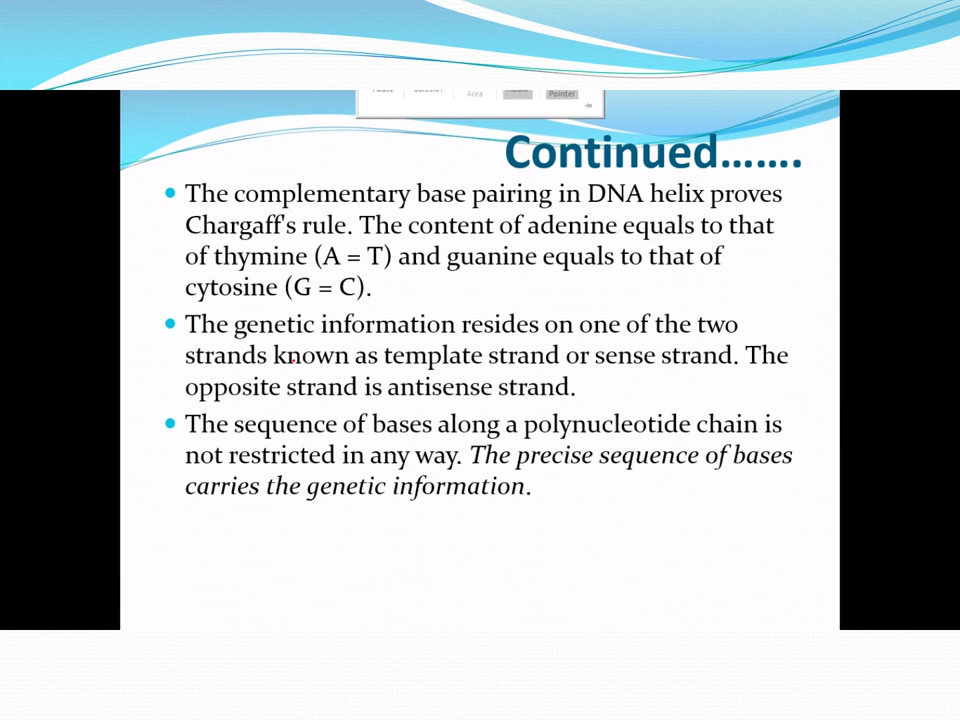 Area
Pointer
Continued…….
The complementary base pairing in DNA helix proves
Chargaff's rule. The content of adenine equals to that
of thymine (A = T) and guanine equals to that of
cytosine (G = C).
The genetic information resides on one of the two
strands known as template strand or sense strand. The
opposite strand is antisense strand.
The sequence of bases along a polynucleotide chain is
not restricted in any way. The precise sequence of bases
carries the genetic information.